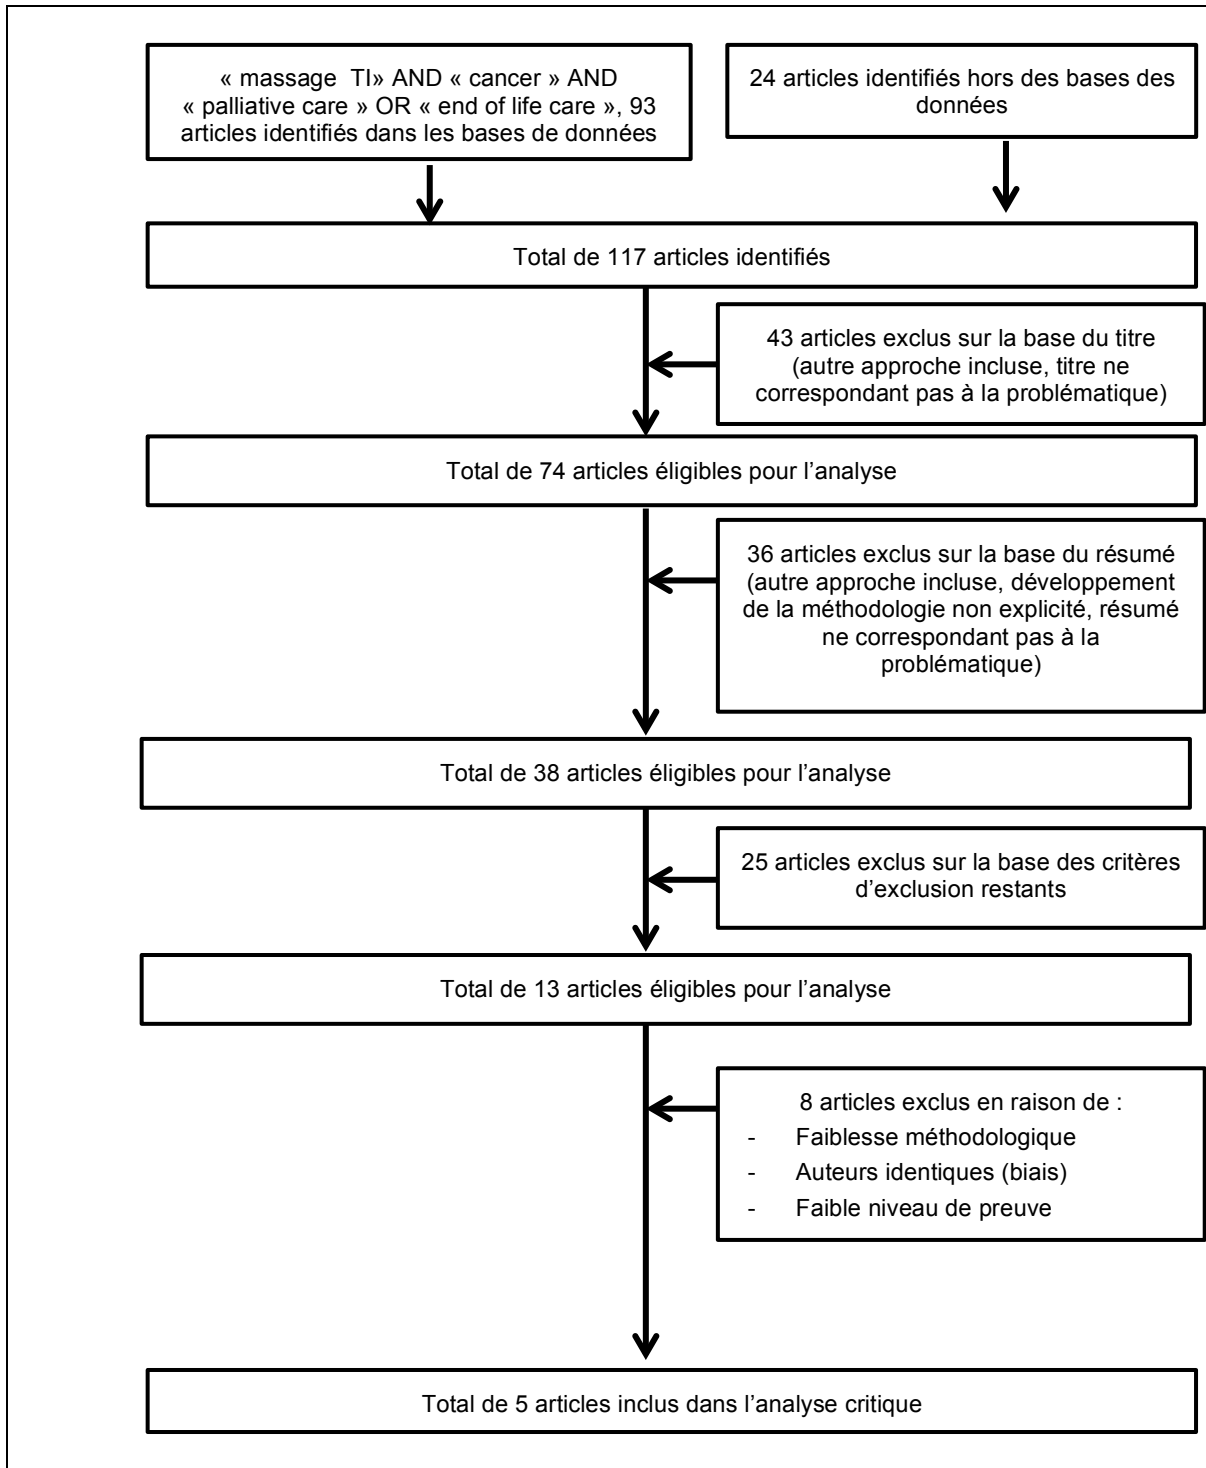 « massage  TI» AND « cancer » AND
« palliative care » OR « end of life care », 93
articles identifiés dans les bases de données
24 articles identifiés hors des bases des
données
Total de 117 articles identifiés
43 articles exclus sur la base du titre
(autre approche incluse, titre ne
correspondant pas à la problématique)
Total de 74 articles éligibles pour l’analyse
36 articles exclus sur la base du résumé
(autre approche incluse, développement
de la méthodologie non explicité, résumé
ne correspondant pas à la
problématique)
Total de 38 articles éligibles pour l’analyse
25 articles exclus sur la base des critères
d’exclusion restants
Total de 13 articles éligibles pour l’analyse
8 articles exclus en raison de :
- Faiblesse méthodologique
- Auteurs identiques (biais)
- Faible niveau de preuve
Total de 5 articles inclus dans l’analyse critique